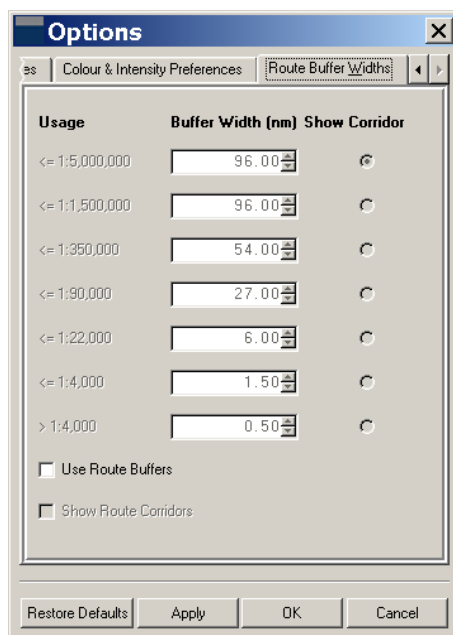 Options
es Colour & Intensity Preferences Route Buffer Widths
Usage Buffer Width (nm) Show Corridor
<= 1:5,000,000 96.00
<= 1:1,500,000 96.00
<= 1:350,000 54.00
<= 1:90,000 27.00
<= 1:22,000 6.00
<= 1:4,000 1.50
> 1:4,000 0.50
Use Route Buffers
Show Route Corridors
Restore Defaults Apply OK Cancel